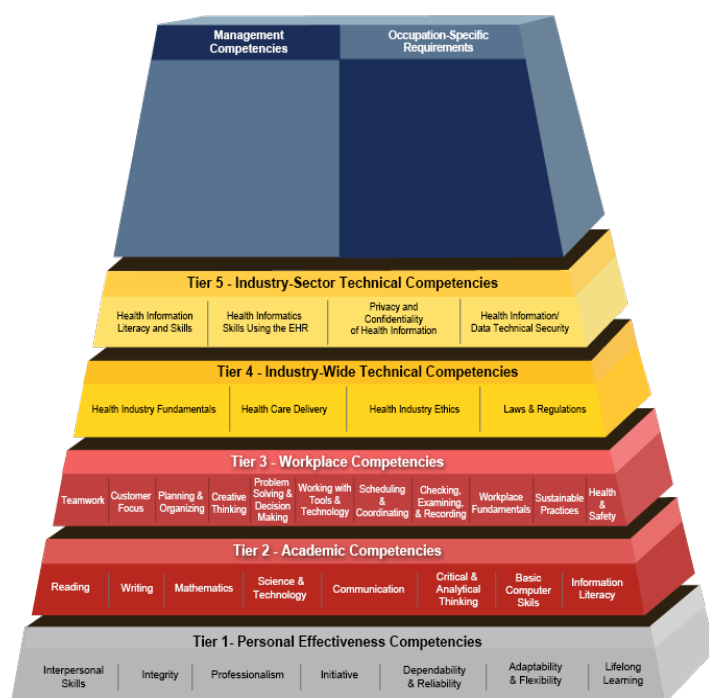 Management
Competencies
Occupation-Specific
Requirements
Tier 5 - Industry-Sector Technical Competencies
Health Information
Literacy and Skills
Health Informatics
Skills Using the EHR
Privacy and
Confidentiality
of Health Information
Health Information/
Data Technical Security
Tier 4 - Industry-Wide Technical Competencies
Health Industry Fundamentals
Health Care Delivery
Health Industry Ethics
Laws & Regulations
Tier 3 - Workplace Competencies
Teamwork
Customer
Focus
Planning &
Organizing
Creative
Thinking
Problem
Solving &
Decision
Making
Working with
Tools &
Technology
Scheduling
&
Coordinating
Checking,
Examining,
& Recording
Workplace
Fundamentals
Sustainable
Practices
Health
&
Safety
Tier 2 - Academic Competencies
Reading
Writing
Mathematics
Science &
Technology
Communication
Critical &
Analytical
Thinking
Basic
Computer
Skills
Information
Literacy
Tier 1- Personal Effectiveness Competencies
Interpersonal
Skills
Integrity
Professionalism
Initiative
Dependability
& Reliability
Adaptability
& Flexibility
Lifelong
Learning